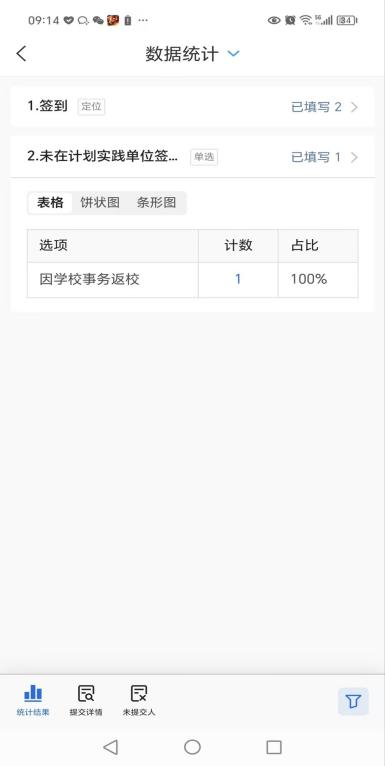 09:14 84
数据统计
1.签到 定位 已填写 2
2.未在计划实践单位签... 单选 已填写 1
表格 饼状图 条形图
选项 计数 占比
因学校事务返校 1 100%
统计结果 提交详情 未提交人